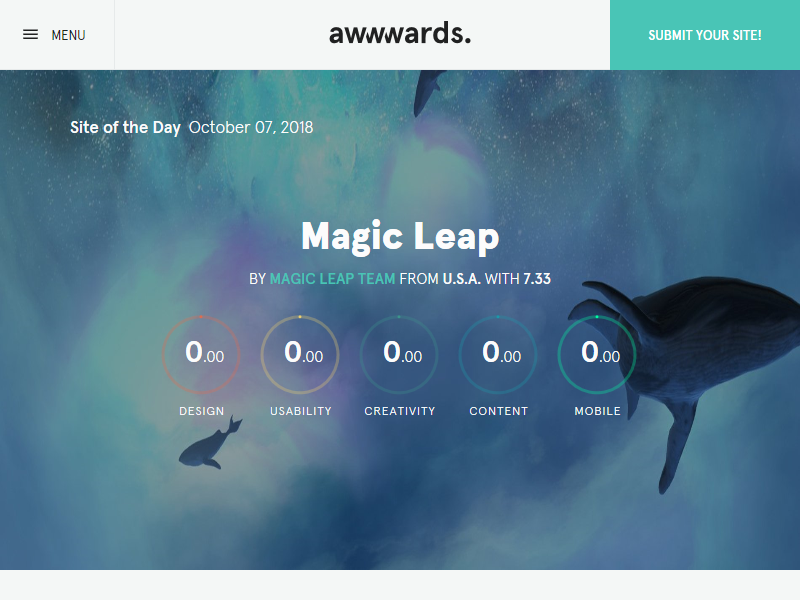 MENU
awwwards.
SUBMIT YOUR SITE!
Site of the Day October 07, 2018
Magic Leap
BY MAGIC LEAP TEAM FROM U.S.A. WITH 7.33
0.00 0.00 0.00 0.00 0.00
DESIGN USABILITY CREATIVITY CONTENT MOBILE